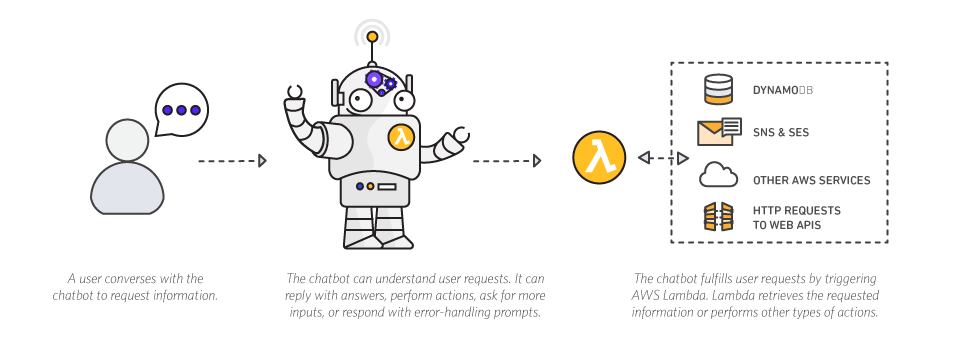 DYNAMODB
SNS & SES
OTHER AWS SERVICES
HTTP REQUESTS
TO WEB APIS
A user converses with the
chatbot to request information.
The chatbot can understand user requests. It can
reply with answers, perform actions, ask for more
inputs, or respond with error-handling prompts.
The chatbot fulfills user requests by triggering
AWS Lambda. Lambda retrieves the requested
information or performs other types of actions.